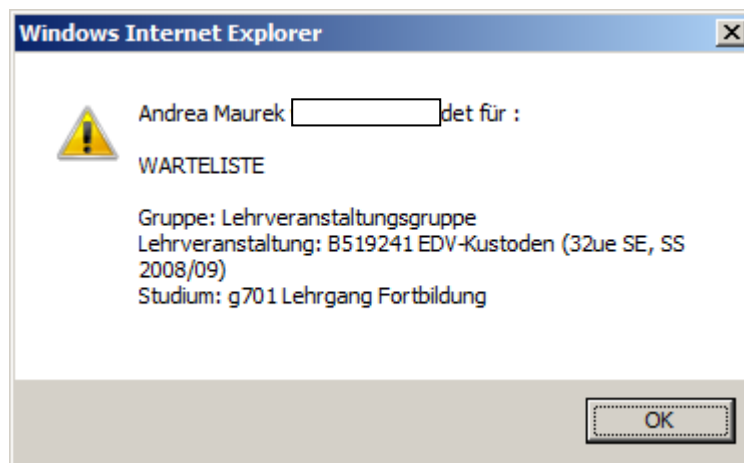 Windows Internet Explorer
Andrea Maurek det für :
WARTELISTE
Gruppe: Lehrveranstaltungsgruppe
Lehrveranstaltung: B519241 EDV-Kustoden (32ue SE, SS
2008/09)
Studium: g701 Lehrgang Fortbildung
OK